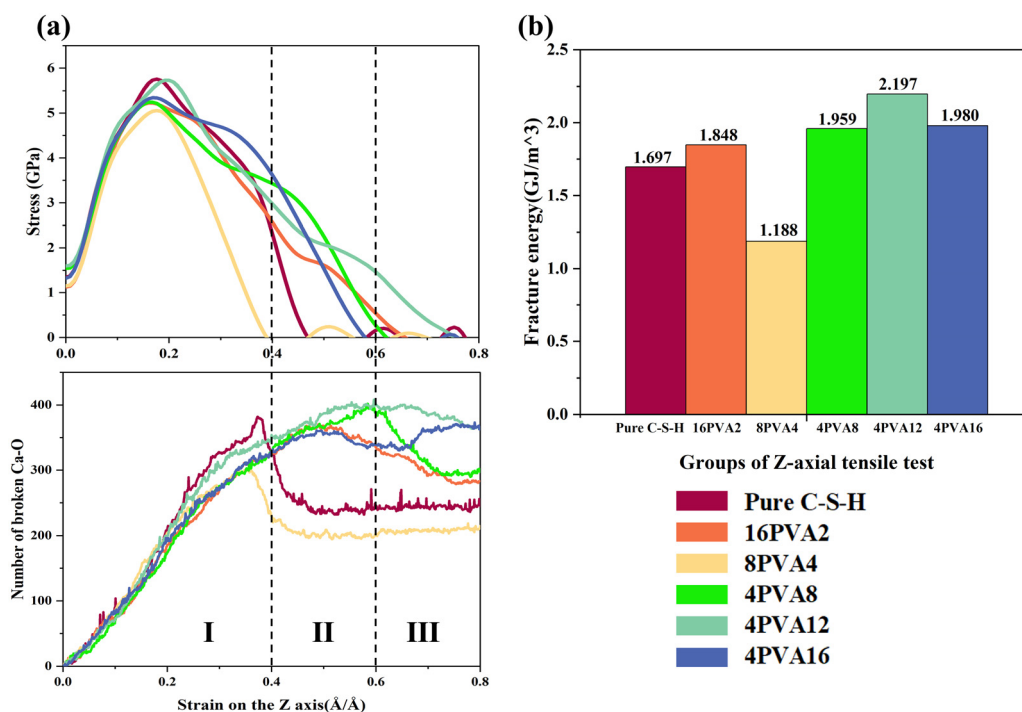 (a)
6
5
4
3
2
1
0
Stress (GPa)
0.0 0.2 0.4 0.6 0.8
400
300
200
100
0
Number of broken Ca-O
I II III
0.0 0.2 0.4 0.6 0.8
Strain on the Z axis(Å/Å)
(b)
2.5
2.0
1.5
1.0
0.5
0.0
Fracture energy(GJ/m^3)
1.697 1.848 1.188 1.959 2.197 1.980
Pure C-S-H 16PVA2 8PVA4 4PVA8 4PVA12 4PVA16
Groups of Z-axial tensile test
Pure C-S-H
16PVA2
8PVA4
4PVA8
4PVA12
4PVA16